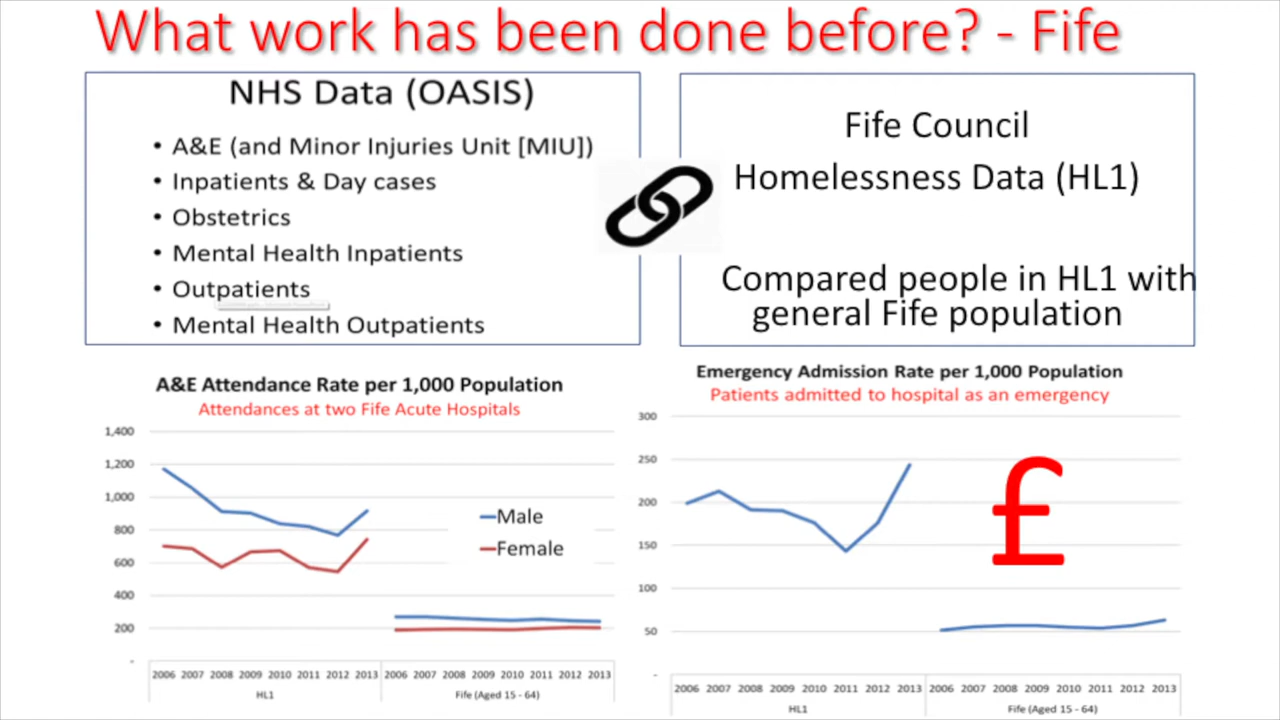 What work has been done before? - Fife
NHS Data (OASIS)
• A&E (and Minor Injuries Unit [MIU])
• Inpatients & Day cases
• Obstetrics
• Mental Health Inpatients
• Outpatients
• Mental Health Outpatients
Fife Council
Homelessness Data (HL1)
Compared people in HL1 with
general Fife population
A&E Attendance Rate per 1,000 Population
Attendances at two Fife Acute Hospitals
1,400
1,200
1,000
800
600
400
200
-
Male
Female
2006 2007 2008 2009 2010 2011 2012 2013 2006 2007 2008 2009 2010 2011 2012 2013
HL1 Fife (Aged 15 - 64)
Emergency Admission Rate per 1,000 Population
Patients admitted to hospital as an emergency
300
250
200
150
100
50
-
£
2006 2007 2008 2009 2010 2011 2012 2013 2006 2007 2008 2009 2010 2011 2012 2013
HL1 Fife (Aged 15 - 64)